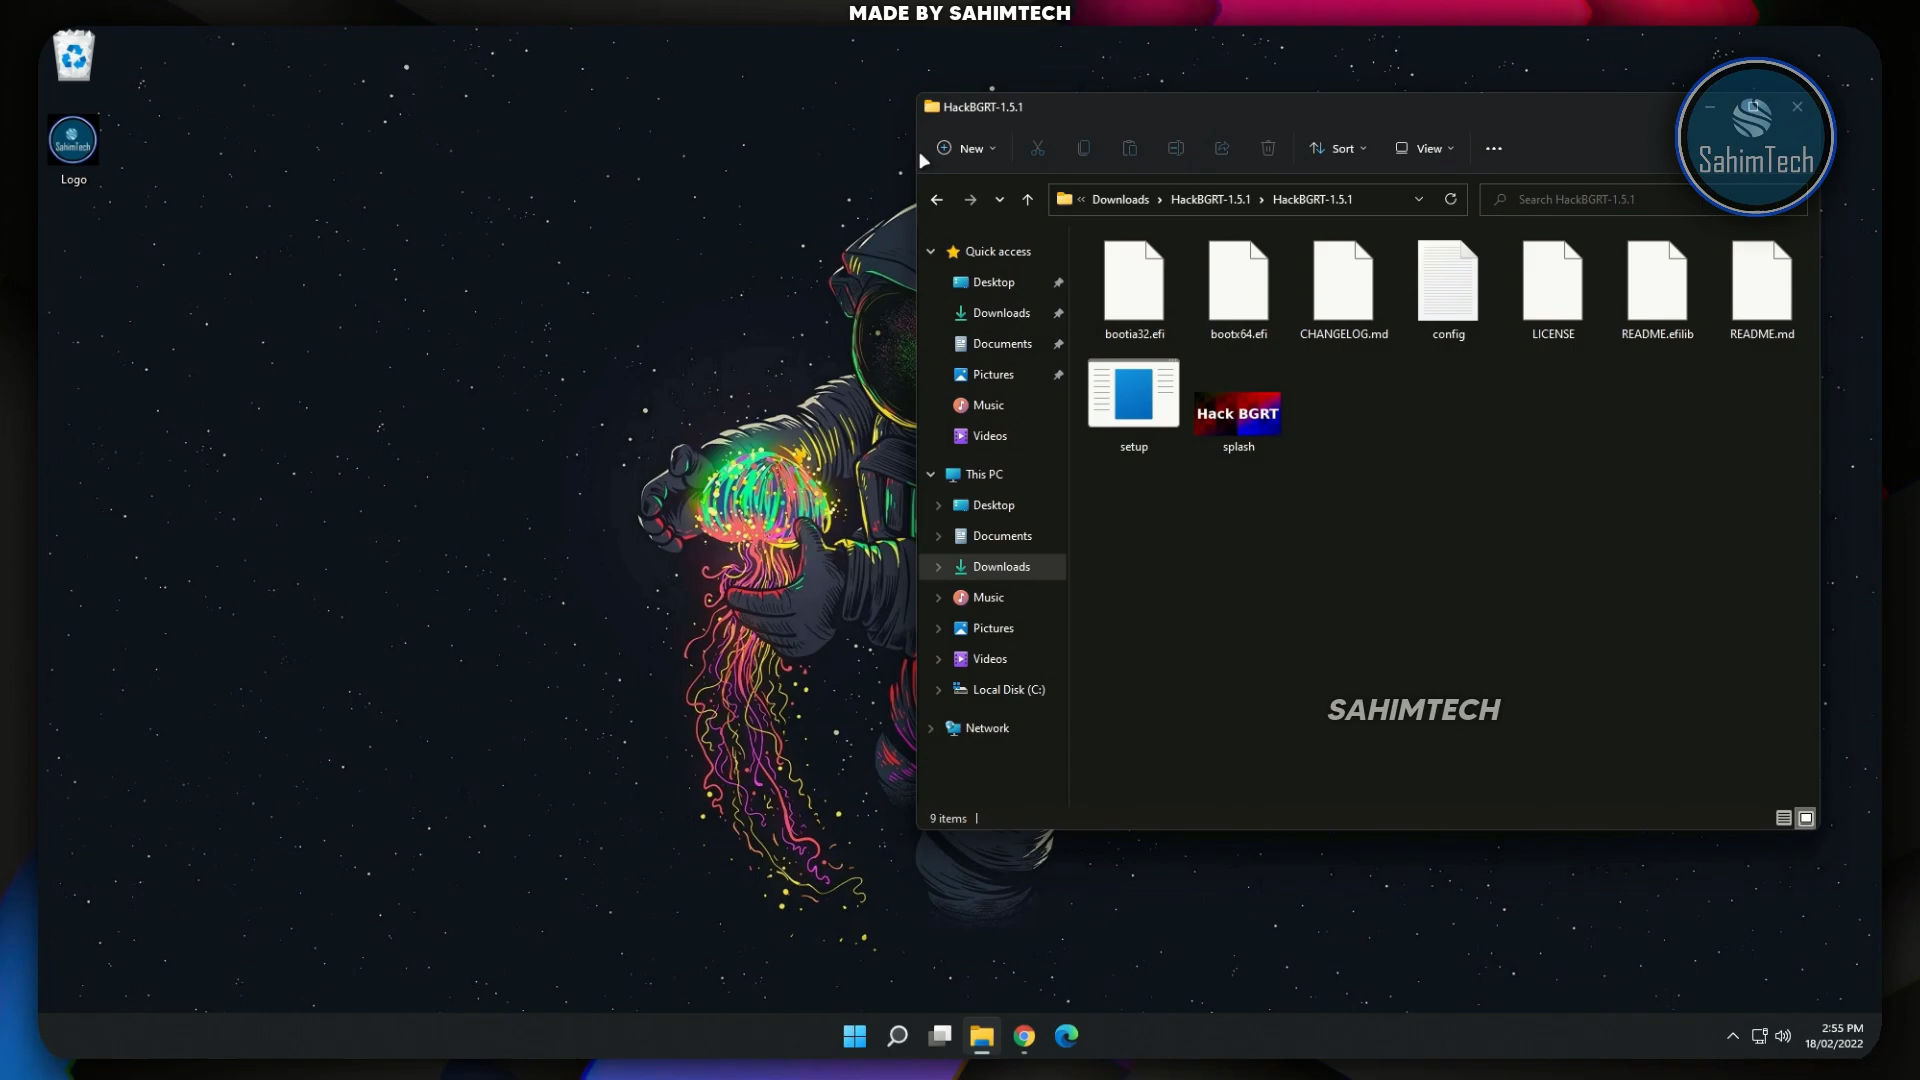 MADE BY SAHIMTECH
SahimTech
Logo
HackBGRT-1.5.1
New
Sort
View
SahimTech
Downloads
HackBGRT-1.5.1
HackBGRT-1.5.1
Search HackBGRT-1.5.1
Quick access
Desktop
Downloads
Documents
Pictures
Music
Videos
This PC
Desktop
Documents
Downloads
Music
Pictures
Videos
Local Disk (C:)
Network
bootia32.efi
bootx64.efi
CHANGELOG.md
config
LICENSE
README.efilib
README.md
Hack BGRT
setup
splash
SAHIMTECH
9 items
2:55 PM
18/02/2022